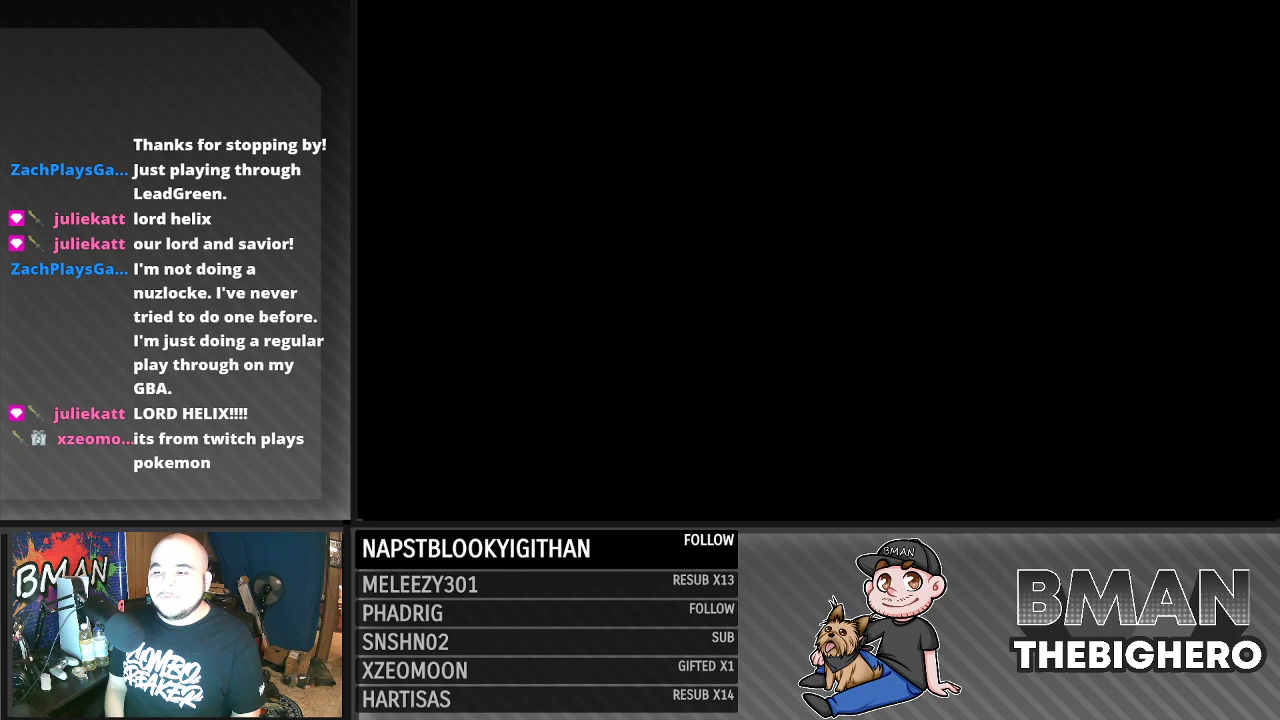 Thanks for stopping by!
ZachPlaysGa... Just playing through
LeadGreen.
juliekatt lord helix
juliekatt our lord and savior!
ZachPlaysGa... I'm not doing a
nuzlocke. I've never
tried to do one before.
I'm just doing a regular
play through on my
GBA.
juliekatt LORD HELIX!!!!
xzeomo... its from twitch plays
pokemon
BMAN
COMBO
BREAKER
NAPSTBLOOKYIGITHAN FOLLOW
MELEEZY301 RESUB X13
PHADRIG FOLLOW
SNSHN02 SUB
XZEOMOON GIFTED X1
HARTISAS RESUB X14
BMAN
BMAN
THEBIGHERO